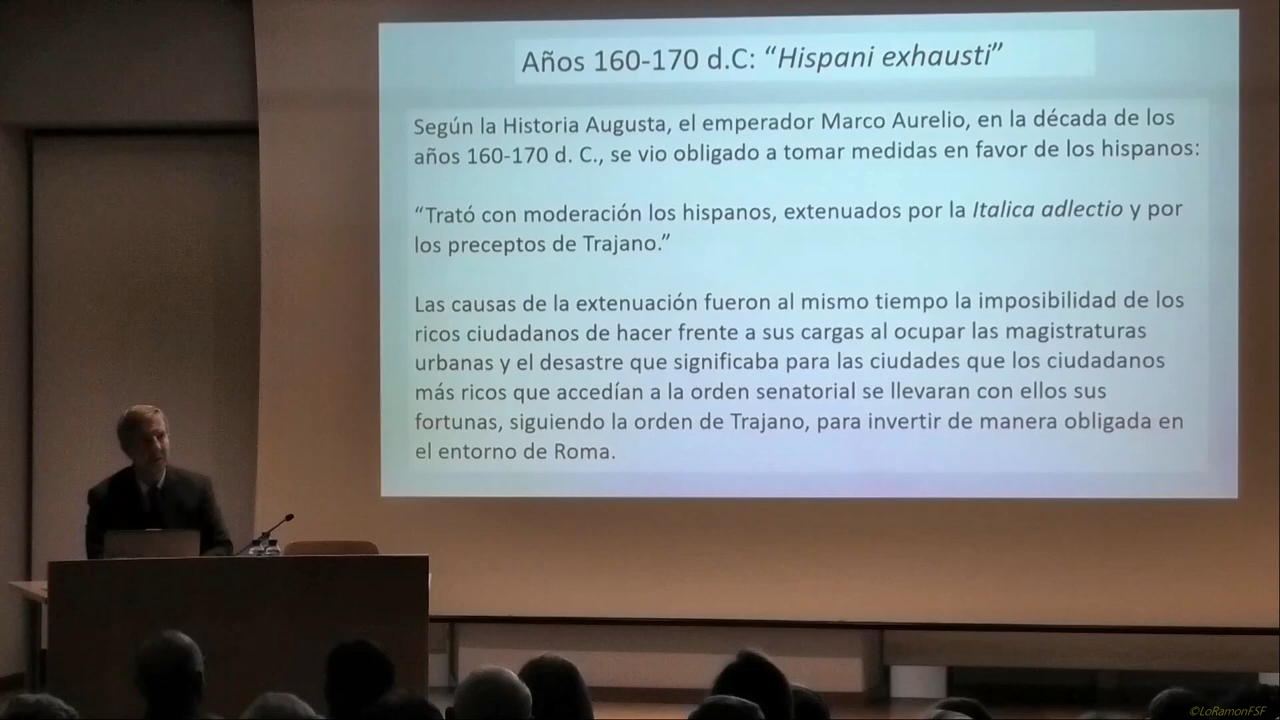 Años 160-170 d.C: “Hispani exhausti”
Según la Historia Augusta, el emperador Marco Aurelio, en la década de los
años 160-170 d. C., se vio obligado a tomar medidas en favor de los hispanos:
“Trató con moderación los hispanos, extenuados por la Italica adlectio y por
los preceptos de Trajano.”
Las causas de la extenuación fueron al mismo tiempo la imposibilidad de los
ricos ciudadanos de hacer frente a sus cargas al ocupar las magistraturas
urbanas y el desastre que significaba para las ciudades que los ciudadanos
más ricos que accedían a la orden senatorial se llevaran con ellos sus
fortunas, siguiendo la orden de Trajano, para invertir de manera obligada en
el entorno de Roma.
©LoRamonFSF